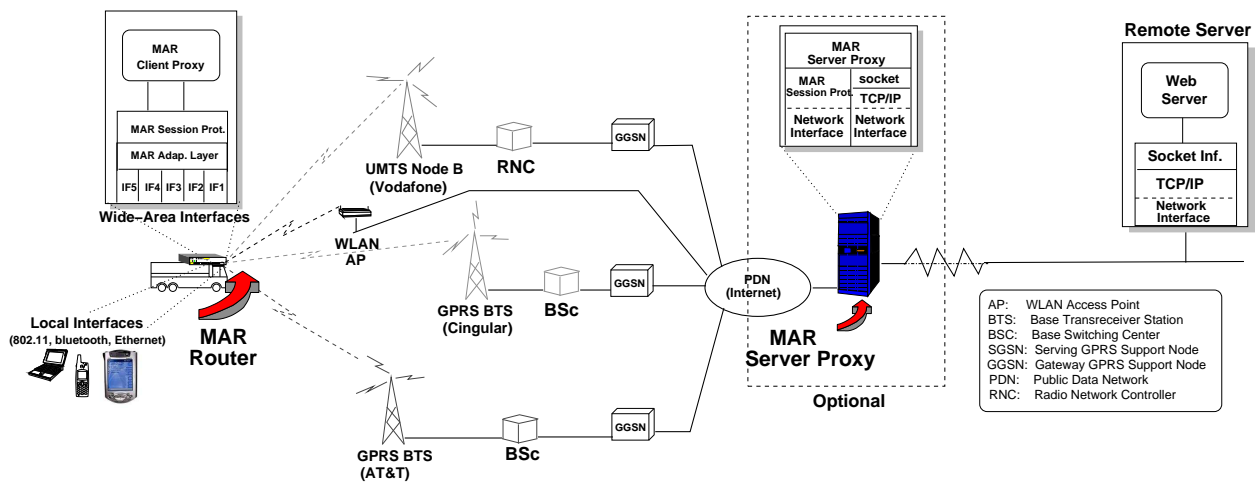 MAR
Client Proxy
MAR Session Prot.
MAR Adap. Layer
IF5 IF4 IF3 IF2 IF1
Wide-Area Interfaces
Local Interfaces
(802.11, bluetooth, Ethernet)
MAR
Router
UMTS Node B
(Vodafone)
RNC
GGSN
WLAN
AP
GPRS BTS
(Cingular)
BSc
GGSN
GPRS BTS
(AT&T)
BSc
GGSN
PDN
(Internet)
MAR
Server Proxy
MAR
Session Prot.
socket
TCP/IP
Network
Interface
Network
Interface
MAR
Server Proxy
Optional
Remote Server
Web
Server
Socket Inf.
TCP/IP
Network
Interface
AP: WLAN Access Point
BTS: Base Transreceiver Station
BSC: Base Switching Center
SGSN: Serving GPRS Support Node
GGSN: Gateway GPRS Support Node
PDN: Public Data Network
RNC: Radio Network Controller